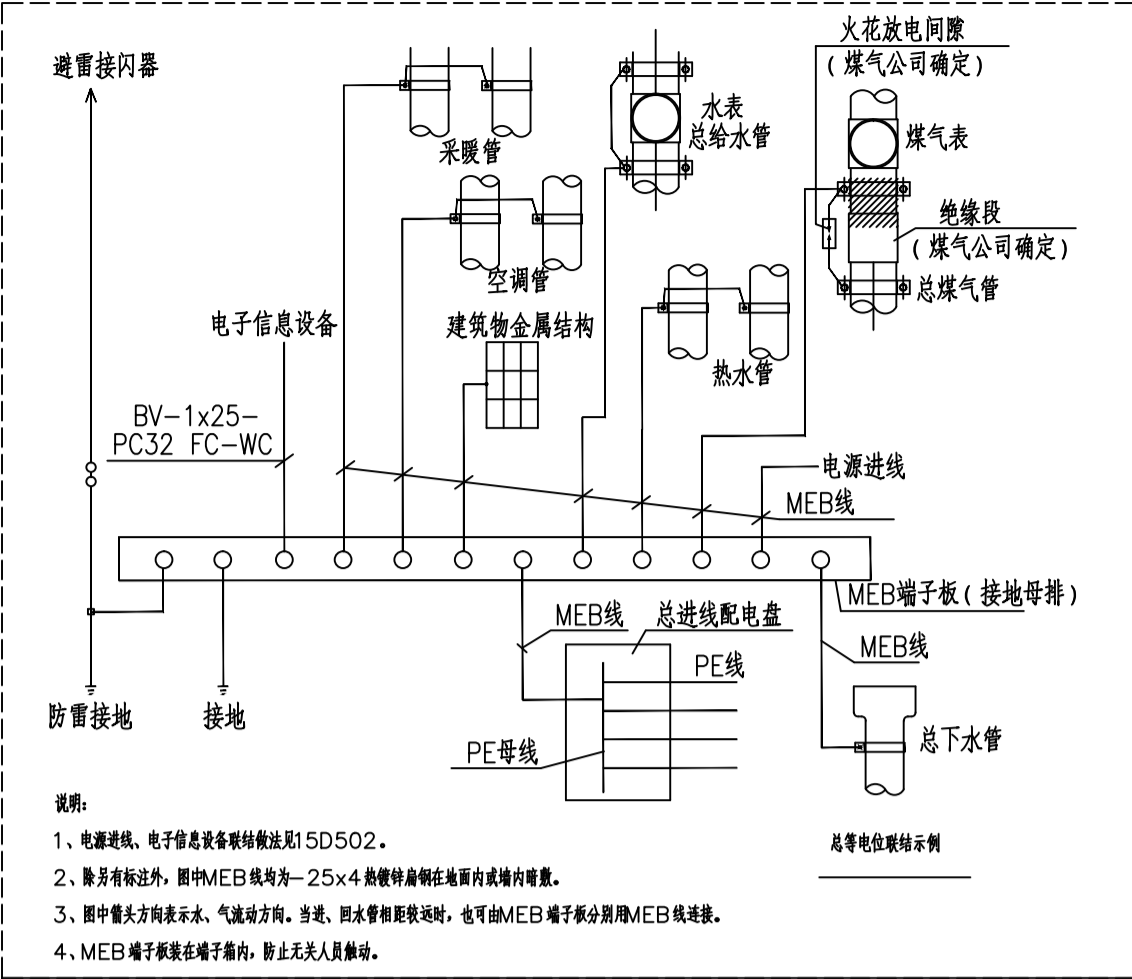 避雷接闪器
采暖管
水表
总给水管
火花放电间隙
(煤气公司确定)
煤气表
绝缘段
(煤气公司确定)
总煤气管
空调管
电子信息设备
建筑物金属结构
热水管
BV-1x25-
PC32 FC-WC
电源进线
MEB线
MEB端子板(接地母排)
MEB线
总进线配电盘
MEB线
PE线
防雷接地
接地
PE母线
总下水管
说明:
1、电源进线、电子信息设备联结做法见15D502。
总等电位联结示例
2、除另有标注外，图中MEB线均为-25x4热镀锌扁钢在地面内或墙内暗敷。
3、图中箭头方向表示水、气流动方向。当进、回水管相距较远时，也可由MEB端子板分别用MEB线连接。
4、MEB端子板装在端子箱内，防止无关人员触动。